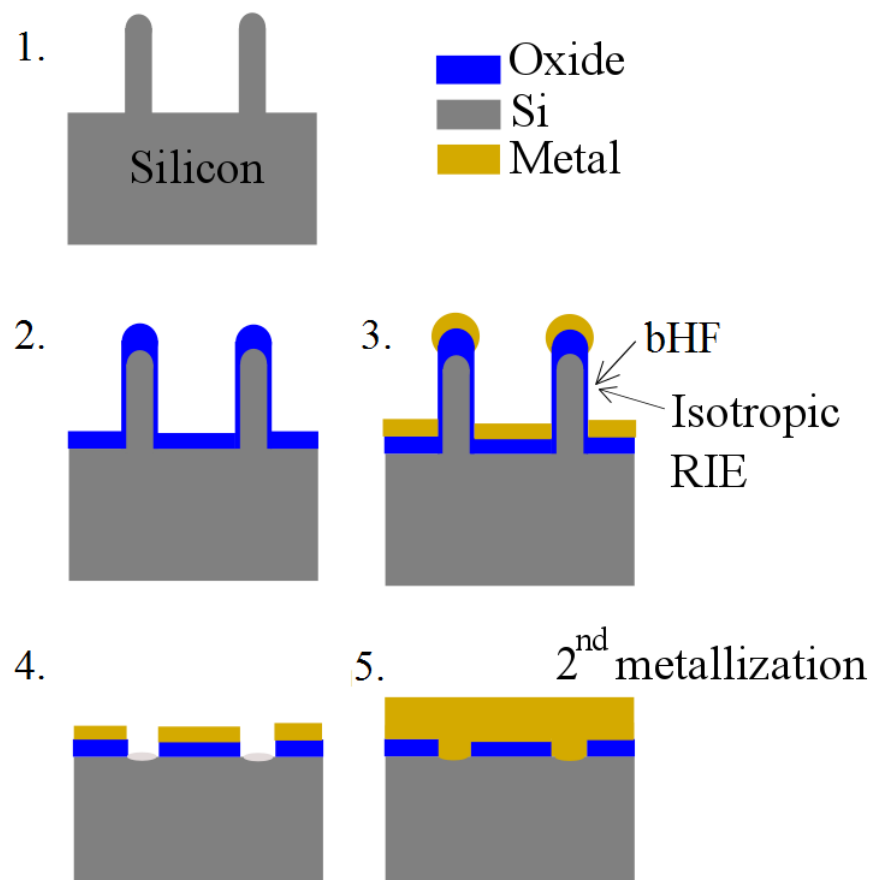 1.
Silicon
Oxide
Si
Metal
2.
3.
bHF
Isotropic
RIE
4.
5.
2nd metallization